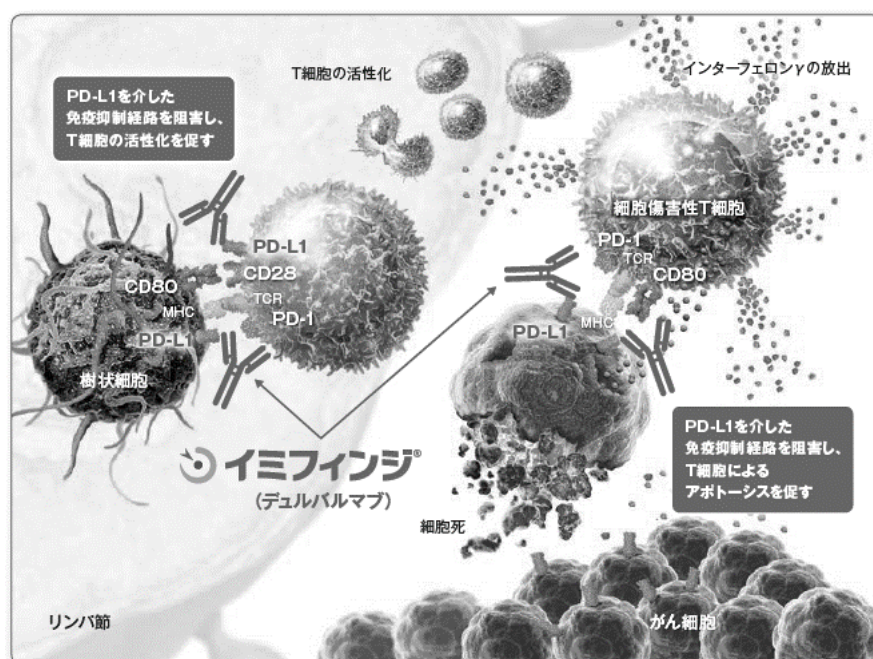 T細胞の活性化
インターフェロンγの放出
PD-L1を介した
免疫抑制経路を阻害し、
T細胞の活性化を促す
細胞傷害性T細胞
PD-L1
PD-1
TCR
CD80
CD28
CD80
TCR
MHC
PD-1
PD-L1
MHC
PD-L1
樹状細胞
イミフィンジ®
(デュルバルマブ)
PD-L1を介した
免疫抑制経路を阻害し、
T細胞による
アポトーシスを促す
細胞死
リンパ節
がん細胞